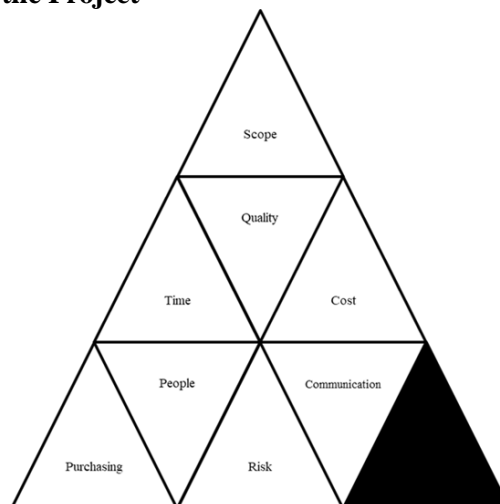 the Project
Scope
Quality
Time
Cost
People
Communication
Purchasing
Risk